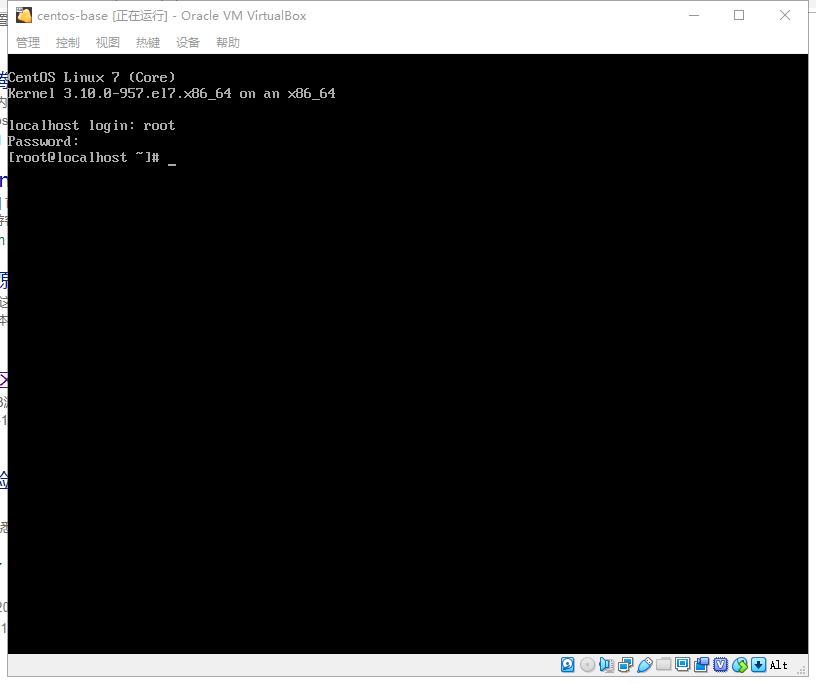 centos-base [正在运行] - Oracle VM VirtualBox
管理 控制 视图 热键 设备 帮助
CentOS Linux 7 (Core)
Kernel 3.10.0-957.el7.x86_64 on an x86_64
localhost login: root
Password:
[root@localhost ~]# _
Alt